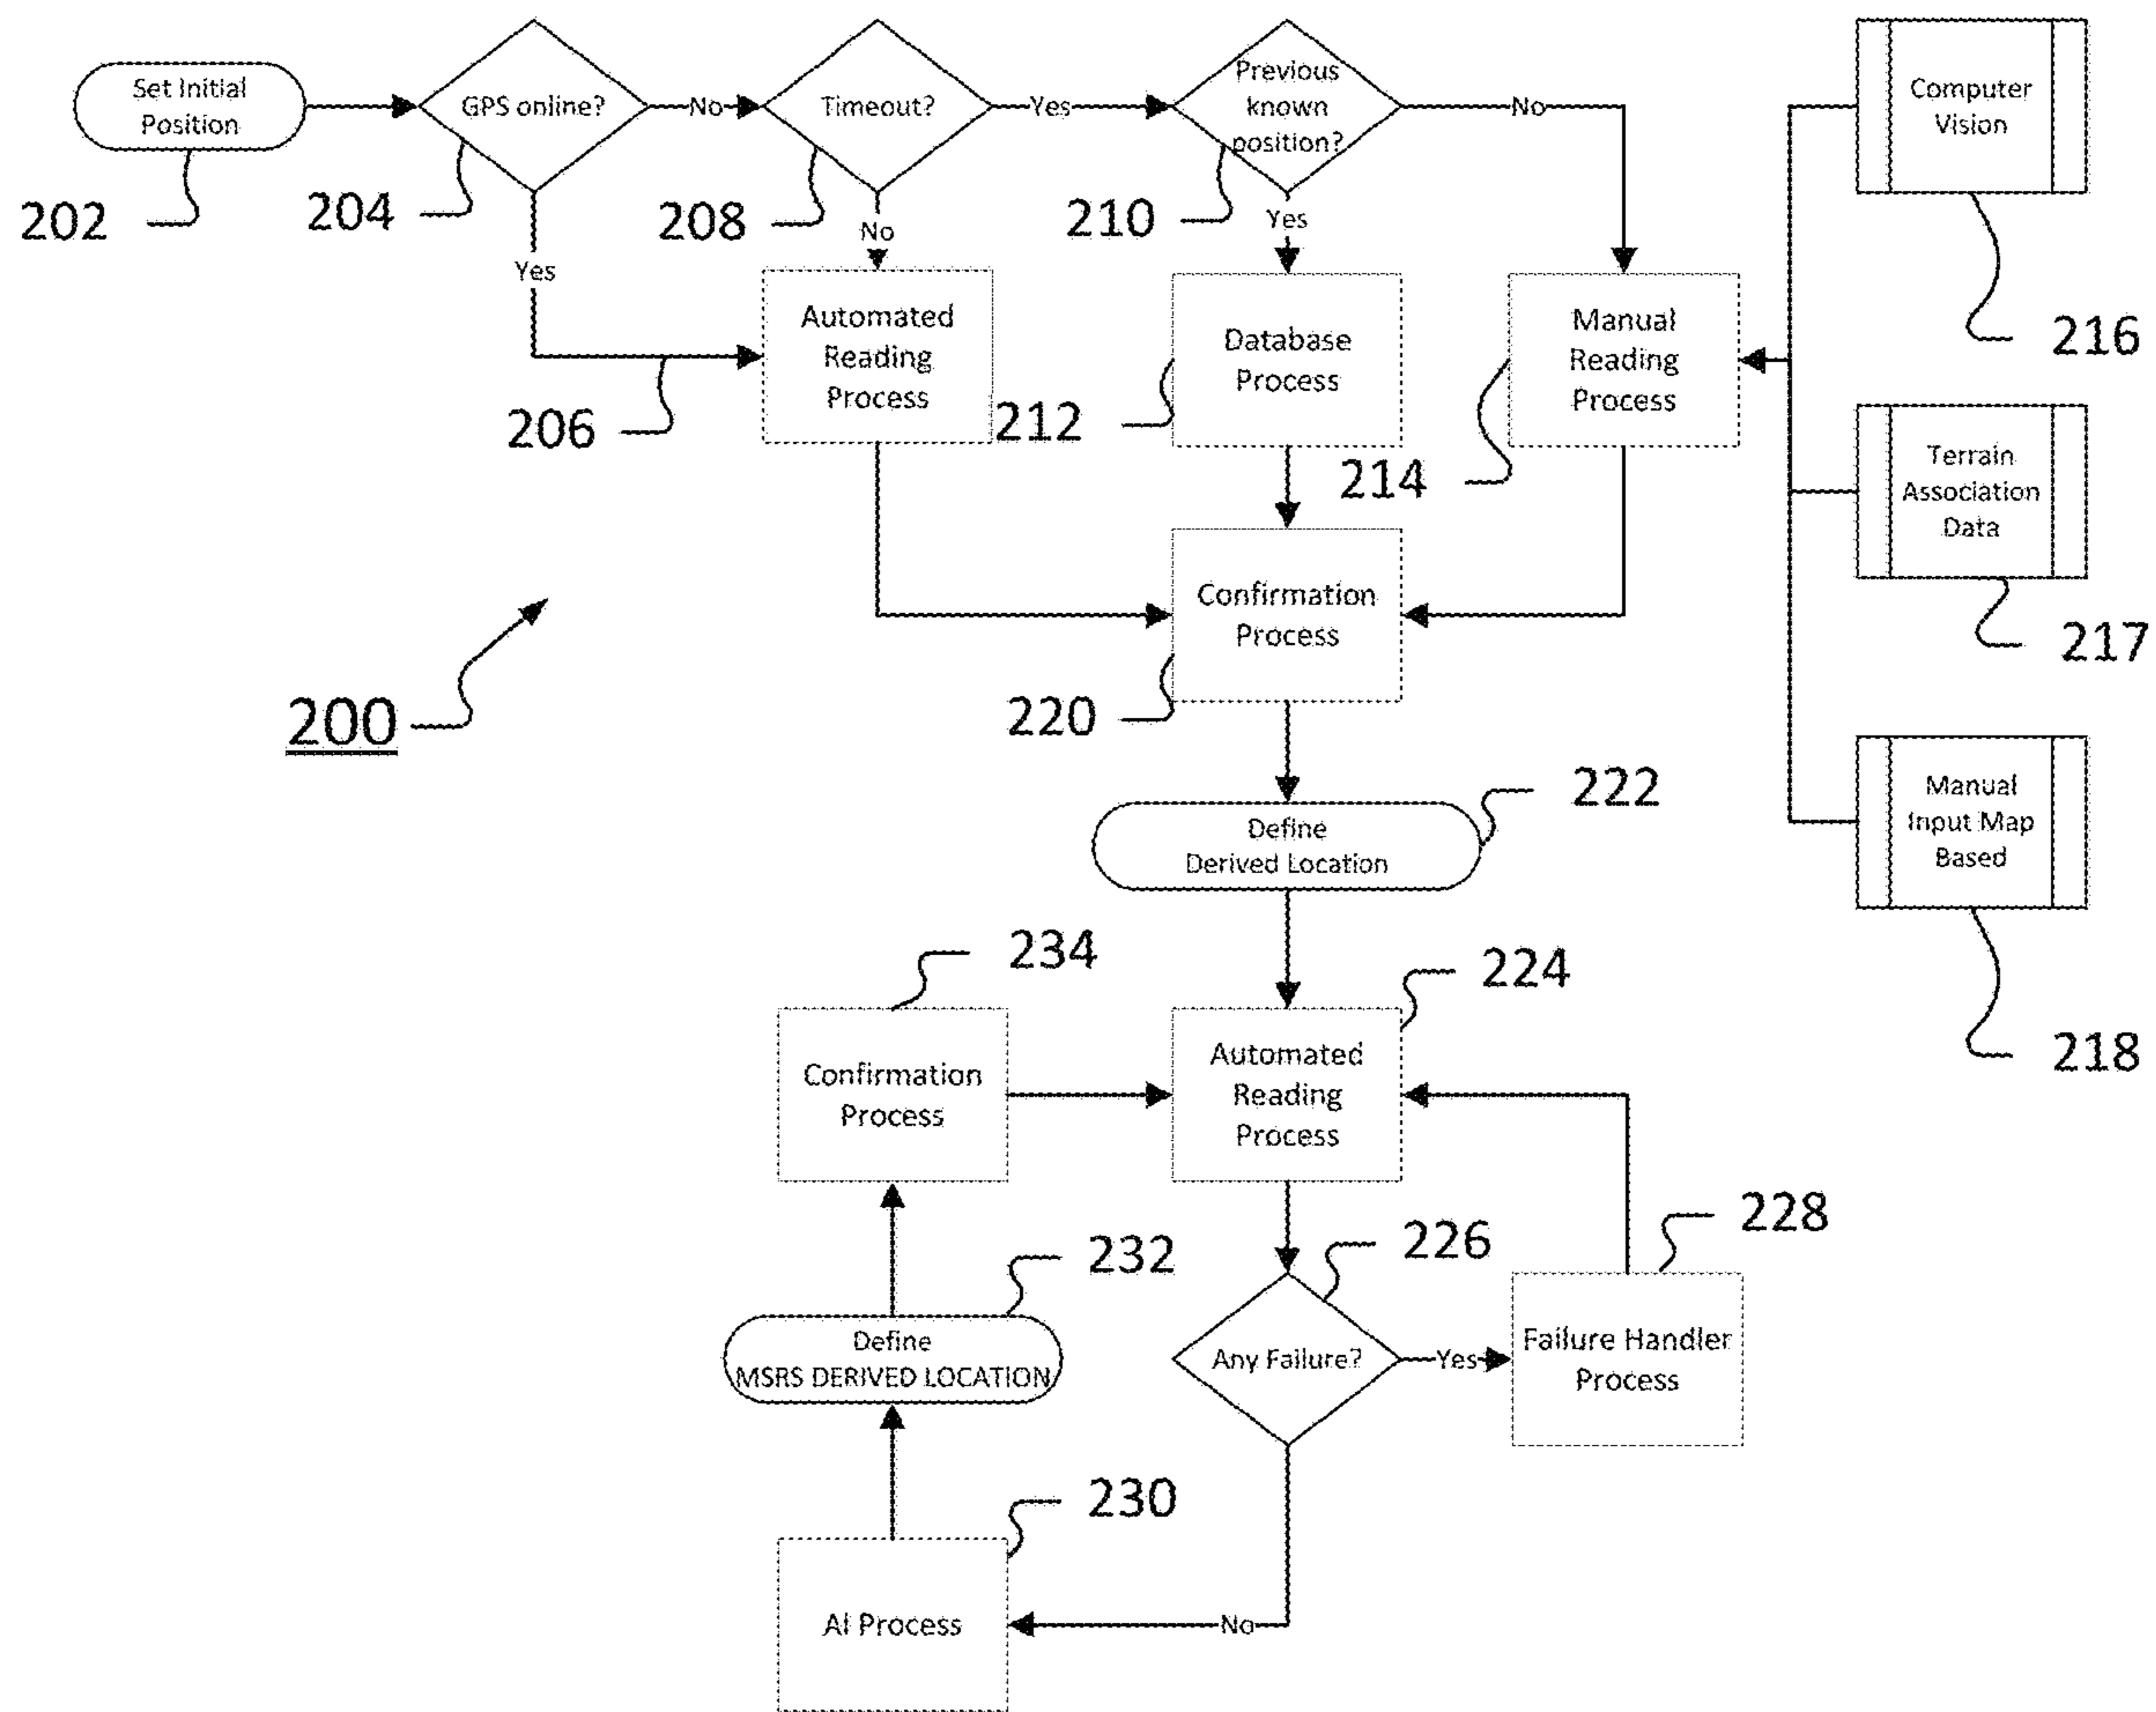 Set Initial
Position
202
GPS online?
204
No
Yes
206
Timeout?
208
Yes
No
Previous
known
position?
210
No
Yes
Computer
Vision
216
Automated
Reading
Process
Database
Process
212
Manual
Reading
Process
214
Terrain
Association
Data
217
Confirmation
Process
220
200
Manual
Input Map
Based
218
Define
Derived Location
222
Confirmation
Process
234
Automated
Reading
Process
224
Define
MSRS DERIVED LOCATION
232
Any Failure?
226
Yes
Failure Handler
Process
228
AI Process
230
No